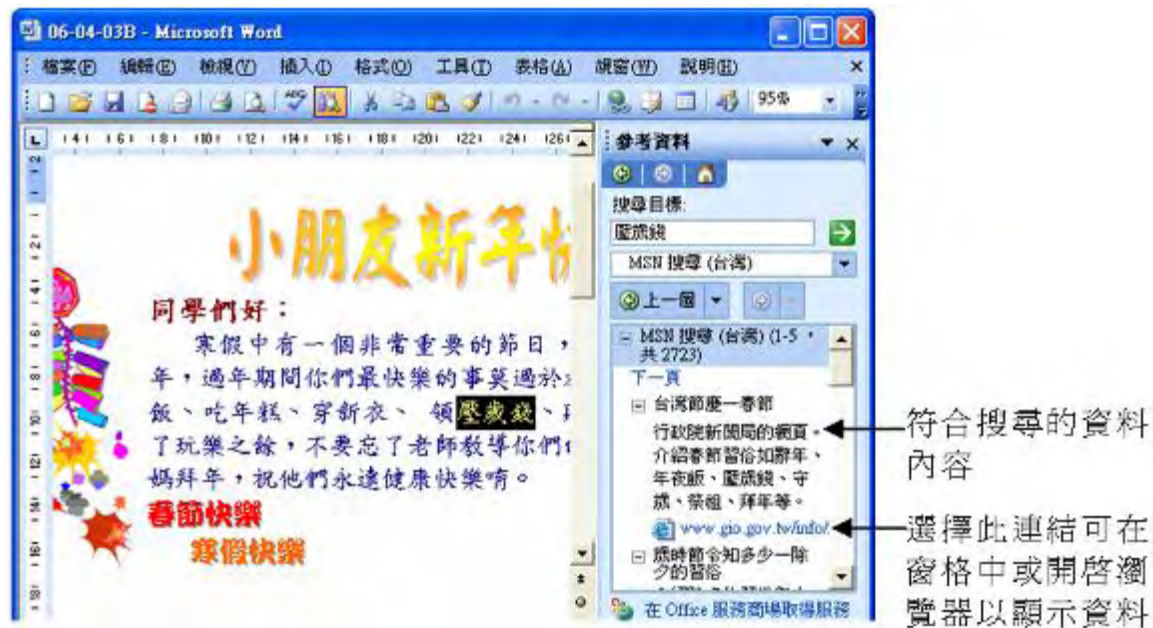 06-04-03B - Microsoft Word
檔案(F) 編輯(E) 檢視(V) 插入(I) 格式(O) 工具(T) 表格(A) 視窗(W) 說明(H)
95%
參考資料
搜尋目標:
壓歲錢
MSN 搜尋 (台灣)
上一個
MSN 搜尋 (台灣) (1-5，
共 2723)
下一頁
台灣節慶—春節
行政院新聞局的網頁。
介紹春節習俗如辭年、
年夜飯、壓歲錢、守
歲、祭祖、拜年等。
www.gio.gov.tw/info/
歲時節令知多少—除
夕的習俗
在 Office 服務商場取得服務
小朋友新年快
同學們好：
寒假中有一個非常重要的節日，
年，過年期間你們最快樂的事莫過於
飯、吃年糕、穿新衣、 領壓歲錢、
了玩樂之餘，不要忘了老師教導你們
媽拜年，祝他們永遠健康快樂唷。
春節快樂
寒假快樂
符合搜尋的資料
內容
選擇此連結可在
窗格中或開啟瀏
覽器以顯示資料